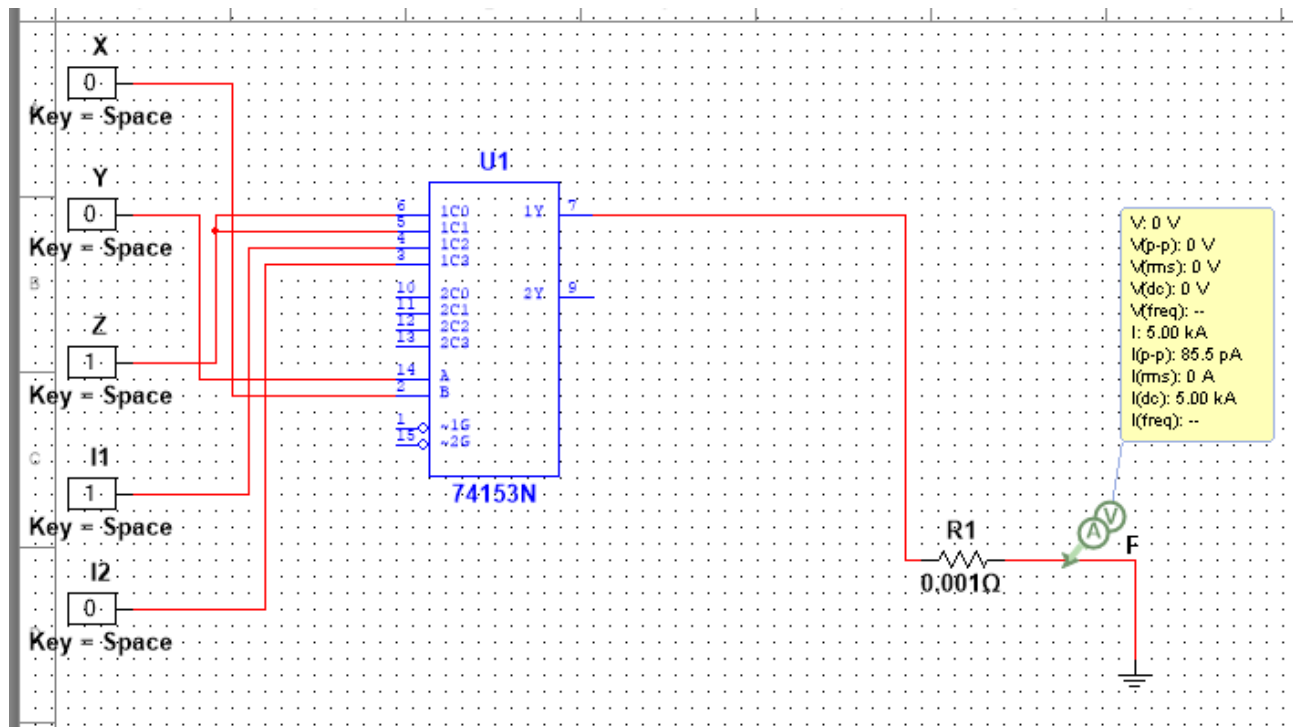 X
0
Key = Space
Y
0
Key = Space
B
Z
1
Key = Space
C
I1
1
Key = Space
I2
0
Key = Space
U1
6 1C0 1Y 7
5 1C1
4 1C2
3 1C3
10 2C0 2Y 9
11 2C1
12 2C2
13 2C3
14 A
2 B
1 ~1G
15 ~2G
74153N
V: 0 V
V(p-p): 0 V
V(rms): 0 V
V(dc): 0 V
V(freq): --
I: 5.00 kA
I(p-p): 85.5 pA
I(rms): 0 A
I(dc): 5.00 kA
I(freq): --
V
A
F
R1
0.001Ω